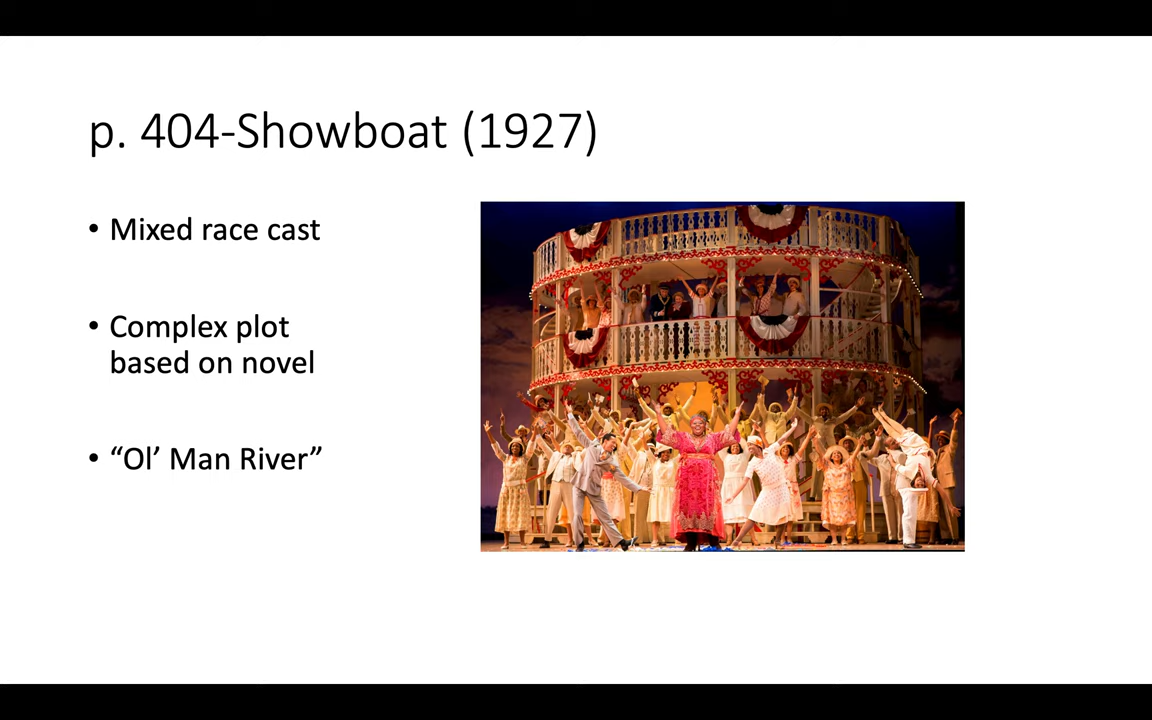 p. 404-Showboat (1927)
• Mixed race cast
• Complex plot
based on novel
• “Ol’ Man River”